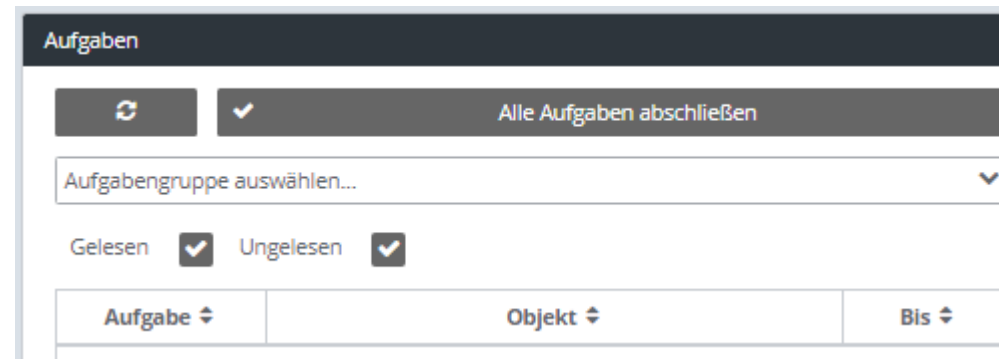 Aufgaben
Alle Aufgaben abschließen
Aufgabengruppe auswählen...
Gelesen Ungelesen
Aufgabe Objekt Bis